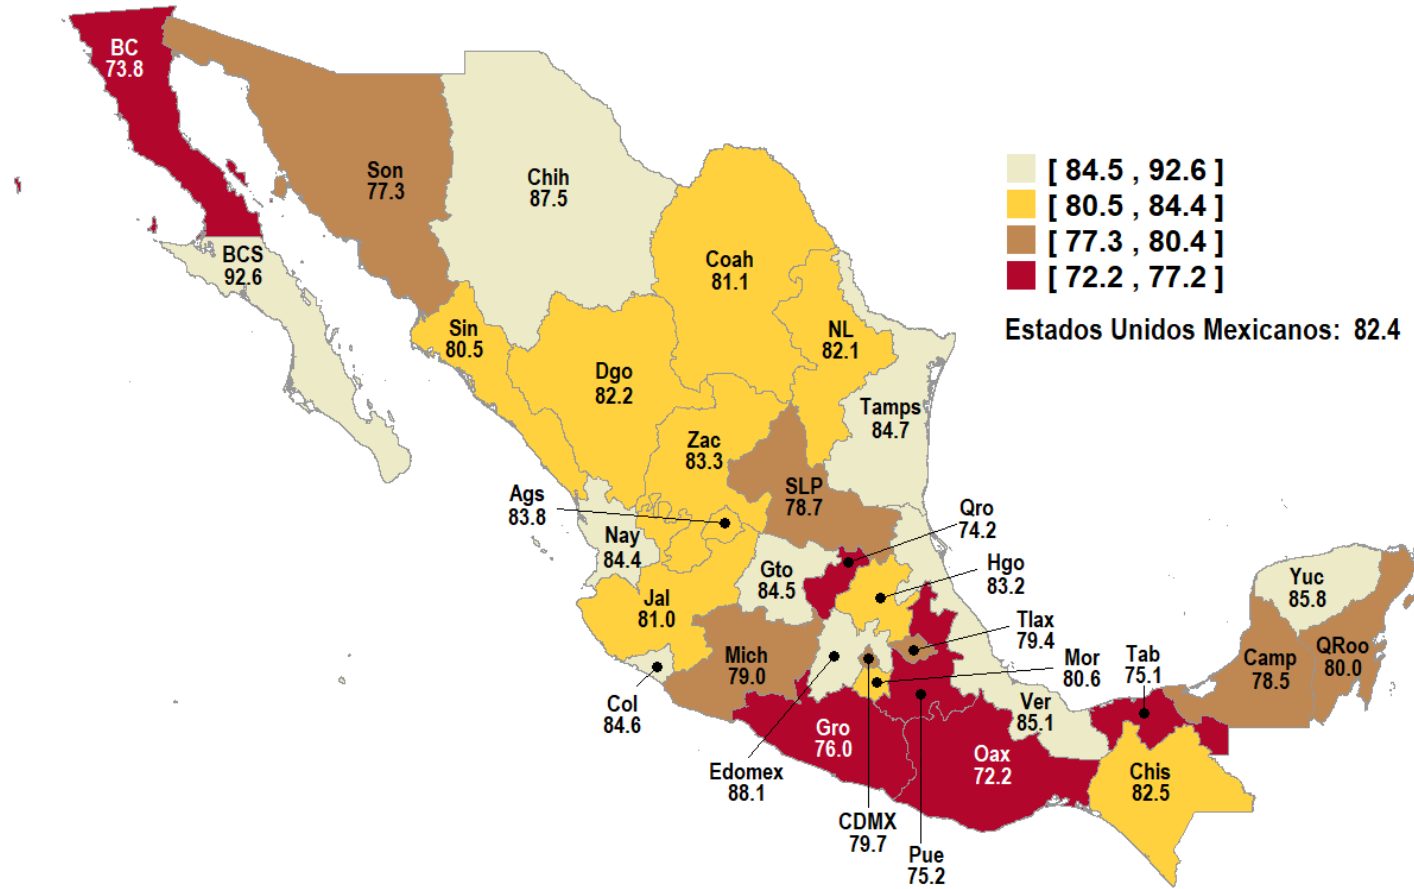 BC
73.8
Son
77.3
Chih
87.5
BCS
92.6
Coah
81.1
Sin
80.5
NL
82.1
Dgo
82.2
Tamps
84.7
Zac
83.3
SLP
78.7
Ags
83.8
Nay
84.4
Qro
74.2
Gto
84.5
Hgo
83.2
Jal
81.0
Tlax
79.4
Mich
79.0
Mor
80.6
Tab
75.1
Yuc
85.8
Camp
78.5
QRoo
80.0
Col
84.6
Ver
85.1
Gro
76.0
Oax
72.2
Edomex
88.1
Chis
82.5
CDMX
79.7
Pue
75.2
[ 84.5 , 92.6 ]
[ 80.5 , 84.4 ]
[ 77.3 , 80.4 ]
[ 72.2 , 77.2 ]
Estados Unidos Mexicanos: 82.4